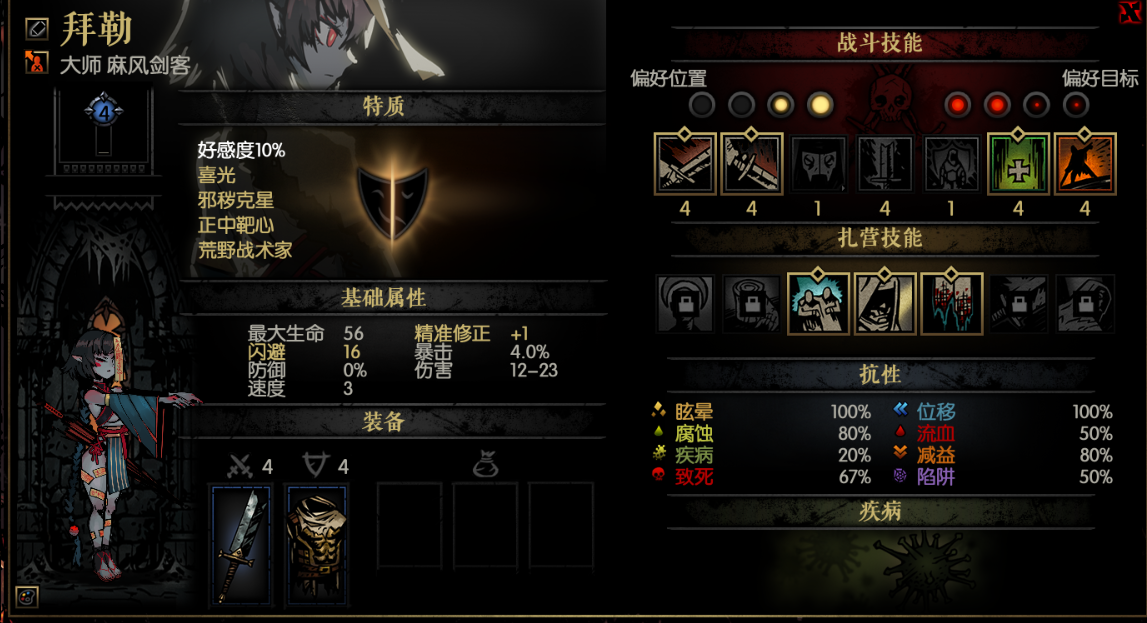 拜勒
大师 麻风剑客
4
特质
好感度10%
喜光
邪秽克星
正中靶心
荒野战术家
基础属性
最大生命 56 精准修正 +1
闪避 16 暴击 4.0%
防御 0% 伤害 12-23
速度 3
装备
4 4
战斗技能
偏好位置 偏好目标
4 4 1 4 1 4 4
扎营技能
抗性
眩晕 100% 位移 100%
腐蚀 80% 流血 50%
疾病 20% 减益 80%
致死 67% 陷阱 50%
疾病